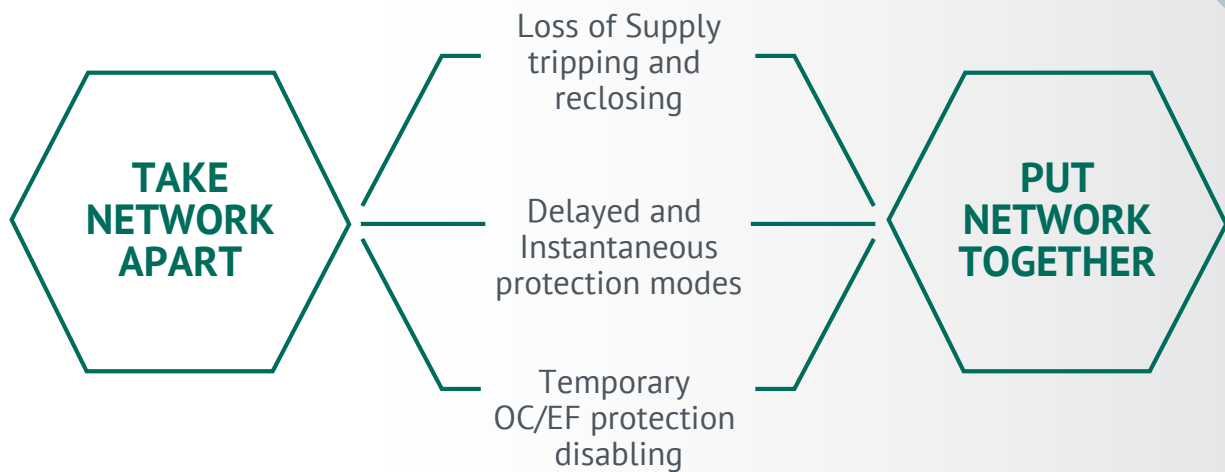 TAKE
NETWORK
APART
Loss of Supply
tripping and
reclosing
Delayed and
Instantaneous
protection modes
Temporary
OC/EF protection
disabling
PUT
NETWORK
TOGETHER